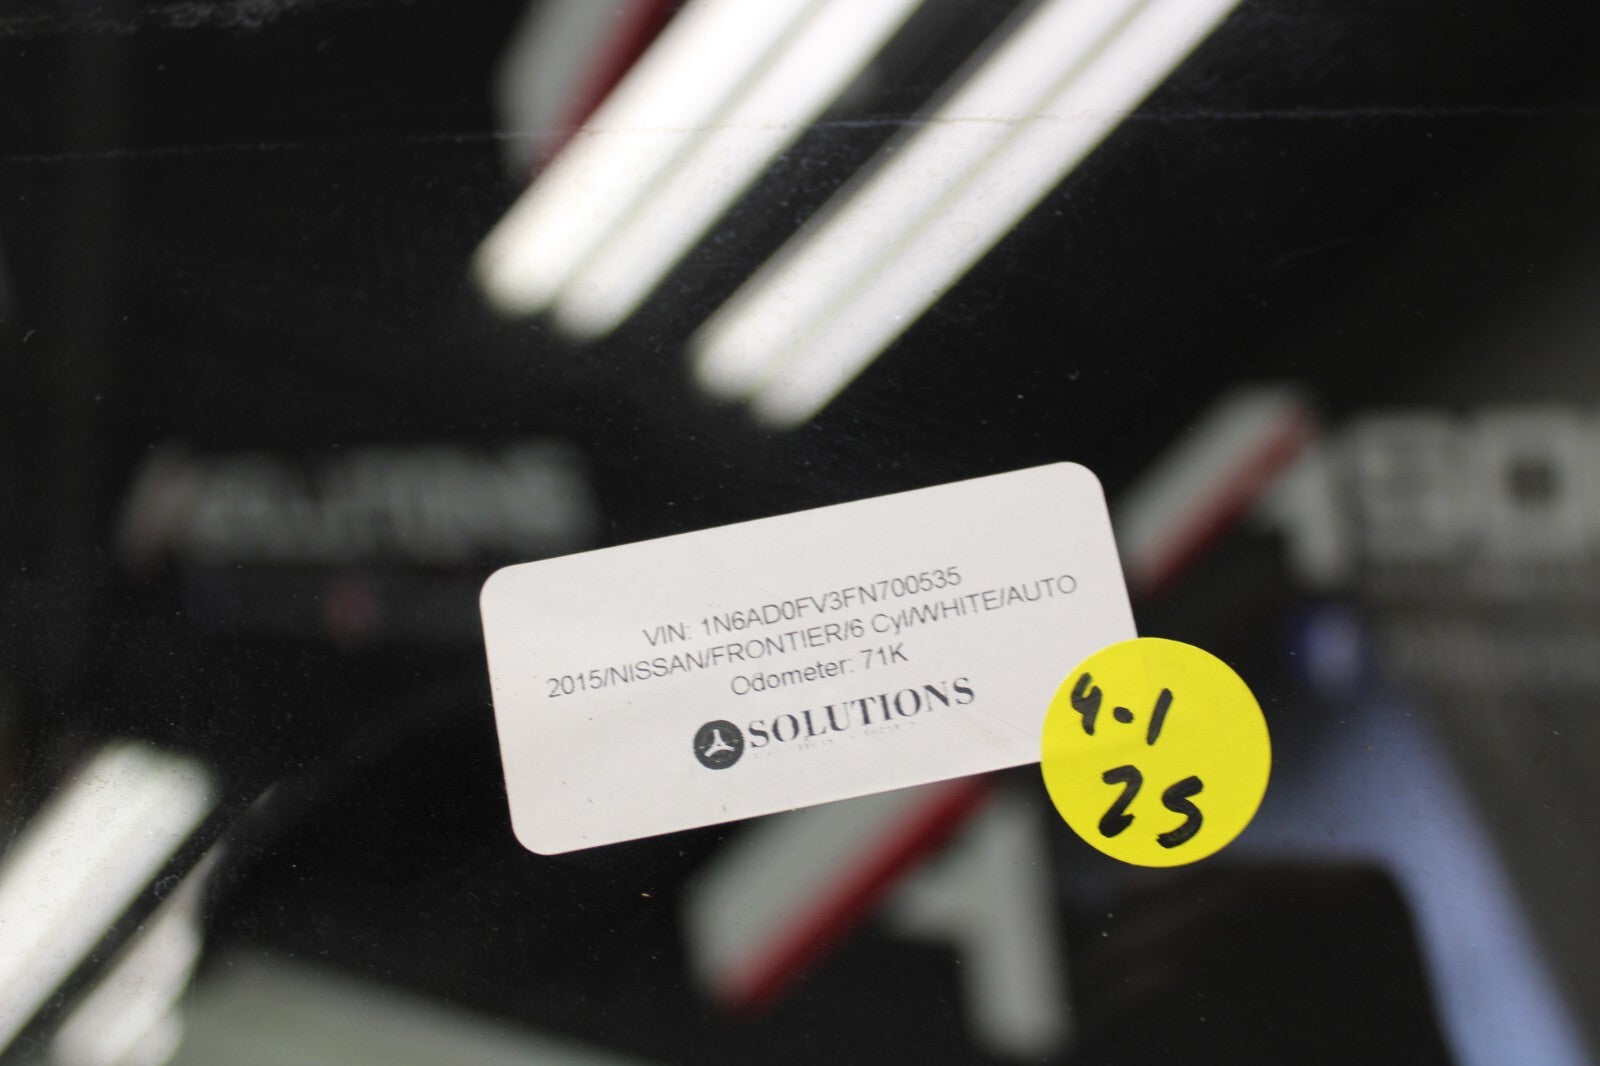 VIN: 1N6AD0FV3FN700535
2015/NISSAN/FRONTIER/6 Cyl/WHITE/AUTO
Odometer: 71K
SOLUTIONS
4.1
25